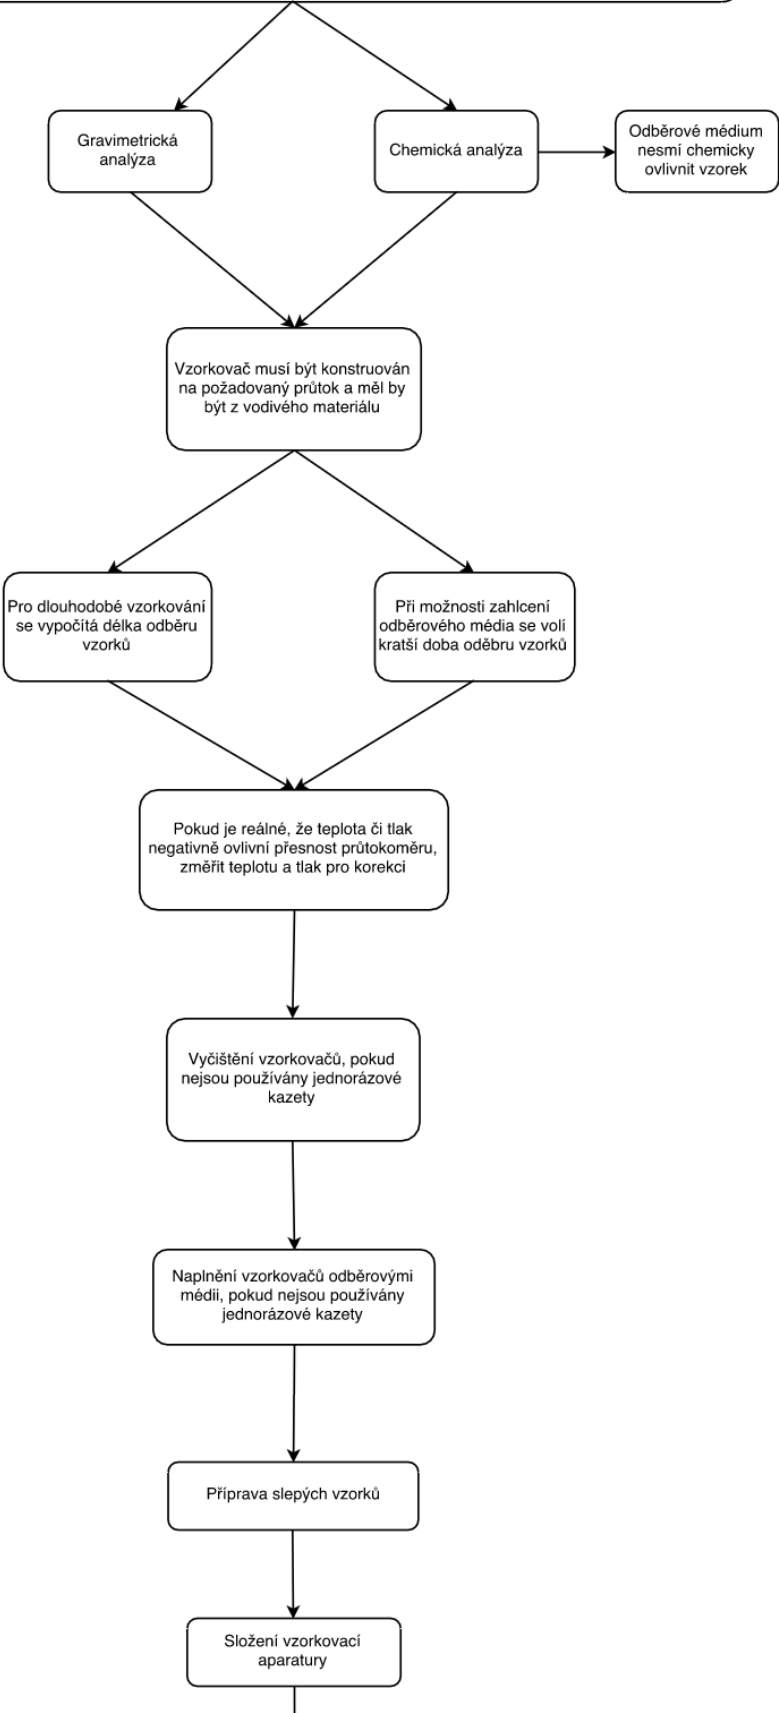 Gravimetrická
analýza
Chemická analýza
Odběrové médium
nesmí chemicky
ovlivnit vzorek
Vzorkovač musí být konstruován
na požadovaný průtok a měl by
být z vodivého materiálu
Pro dlouhodobé vzorkování
se vypočítá délka odběru
vzorků
Při možnosti zahlcení
odběrového média se volí
kratší doba oděbru vzorků
Pokud je reálné, že teplota či tlak
negativně ovlivní přesnost průtokoměru,
změřit teplotu a tlak pro korekci
Vyčištění vzorkovačů, pokud
nejsou používány jednorázové
kazety
Naplnění vzorkovačů odběrovými
médii, pokud nejsou používány
jednorázové kazety
Příprava slepých vzorků
Složení vzorkovací
aparatury